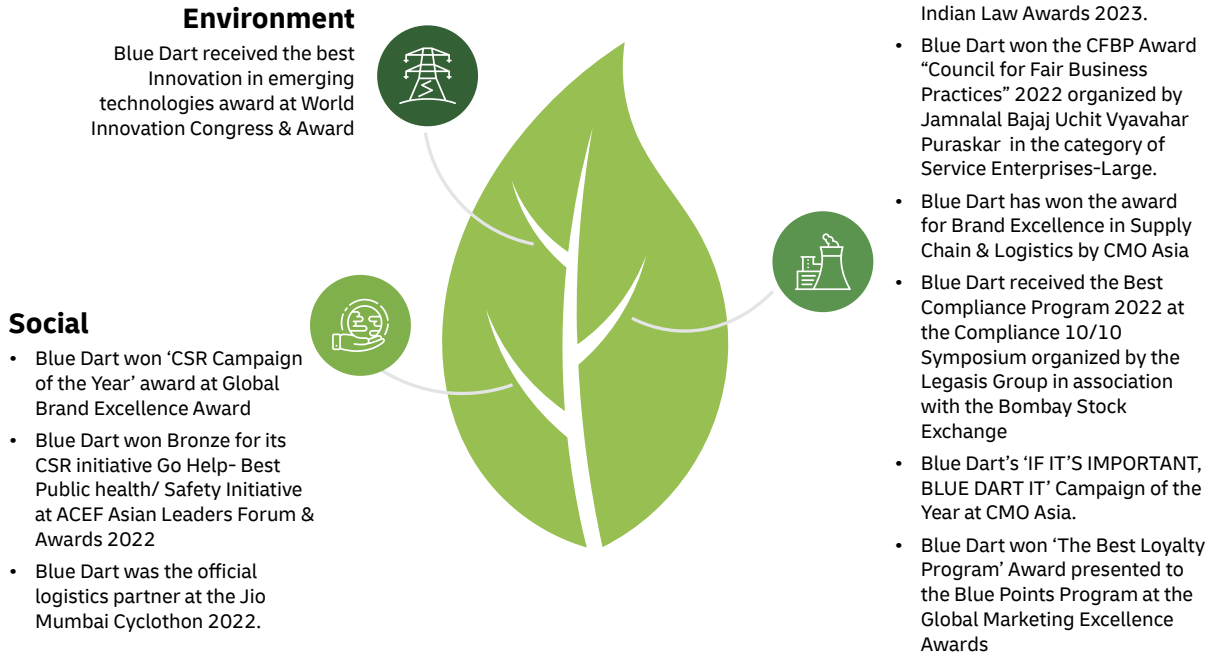 Environment
Blue Dart received the best
Innovation in emerging
technologies award at World
Innovation Congress & Award
Social
• Blue Dart won ‘CSR Campaign
of the Year’ award at Global
Brand Excellence Award
• Blue Dart won Bronze for its
CSR initiative Go Help- Best
Public health/ Safety Initiative
at ACEF Asian Leaders Forum &
Awards 2022
• Blue Dart was the official
logistics partner at the Jio
Mumbai Cyclothon 2022.
Indian Law Awards 2023.
• Blue Dart won the CFBP Award
“Council for Fair Business
Practices” 2022 organized by
Jamnalal Bajaj Uchit Vyavahar
Puraskar in the category of
Service Enterprises-Large.
• Blue Dart has won the award
for Brand Excellence in Supply
Chain & Logistics by CMO Asia
• Blue Dart received the Best
Compliance Program 2022 at
the Compliance 10/10
Symposium organized by the
Legasis Group in association
with the Bombay Stock
Exchange
• Blue Dart’s ‘IF IT’S IMPORTANT,
BLUE DART IT’ Campaign of the
Year at CMO Asia.
• Blue Dart won ‘The Best Loyalty
Program’ Award presented to
the Blue Points Program at the
Global Marketing Excellence
Awards